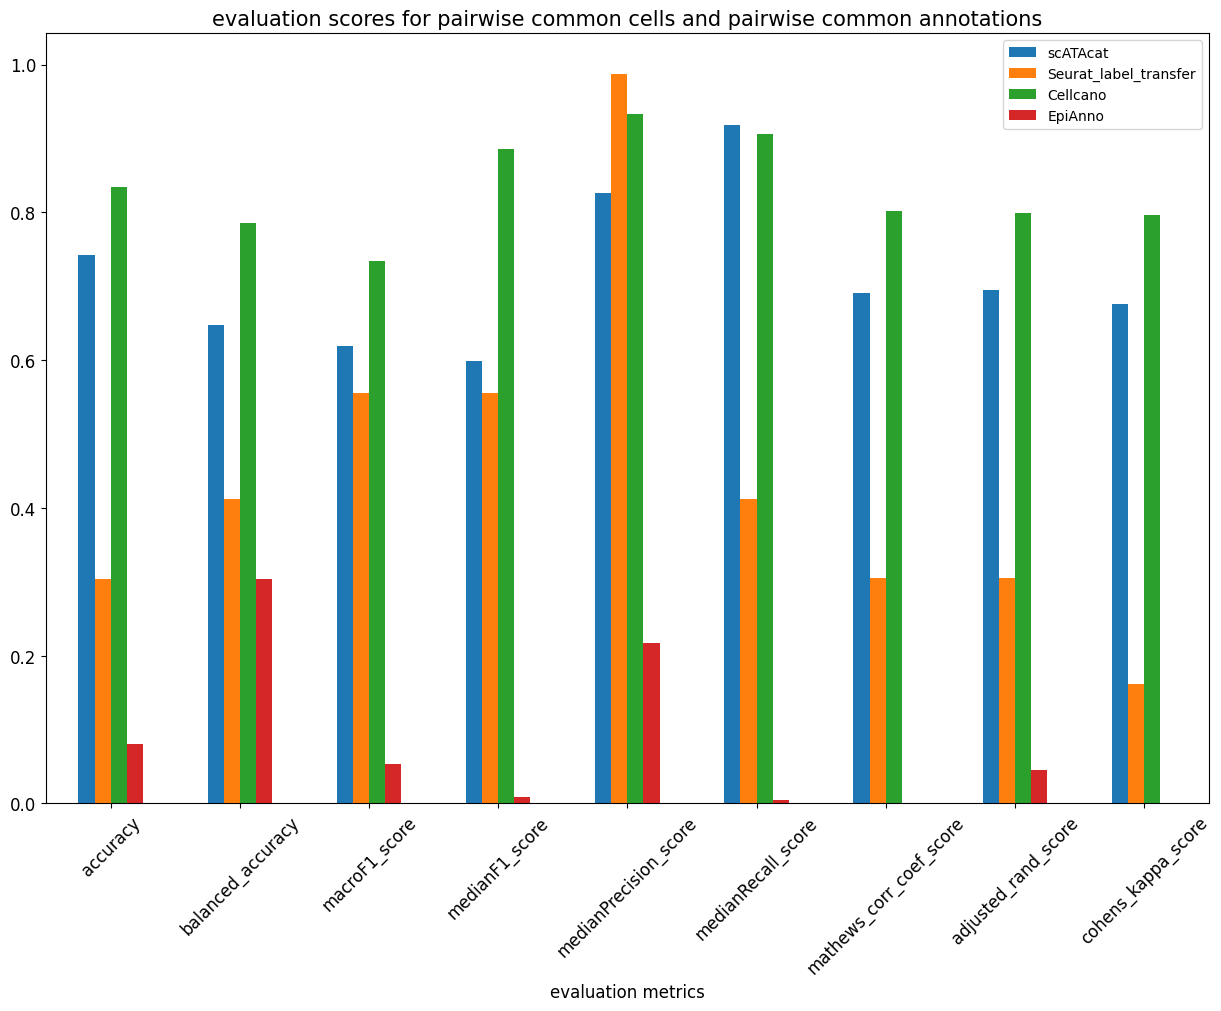 evaluation scores for pairwise common cells and pairwise common annotations
scATAcat
Seurat_label_transfer
Cellcano
EpiAnno
1.0
0.8
0.6
0.4
0.2
0.0
accuracy
balanced_accuracy
macroF1_score
medianF1_score
medianPrecision_score
medianRecall_score
mathews_corr_coef_score
adjusted_rand_score
cohens_kappa_score
evaluation metrics